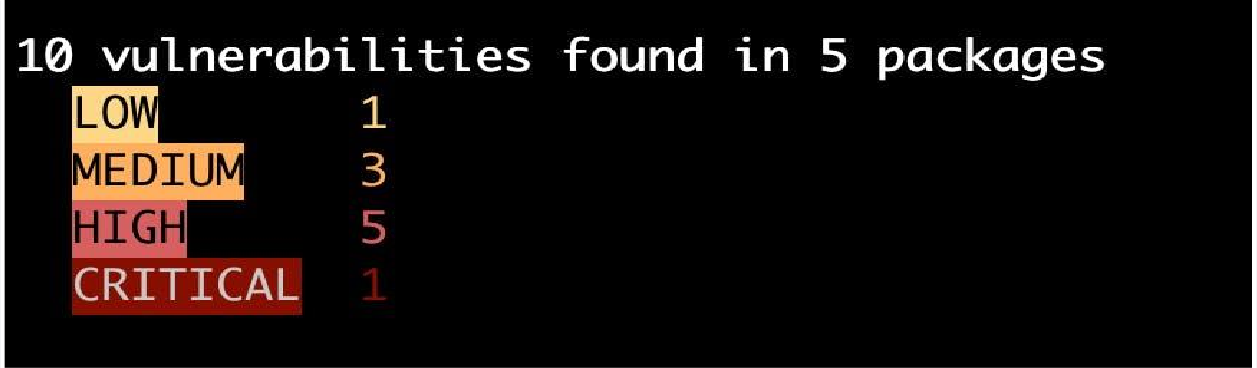 10 vulnerabilities found in 5 packages
LOW 1
MEDIUM 3
HIGH 5
CRITICAL 1